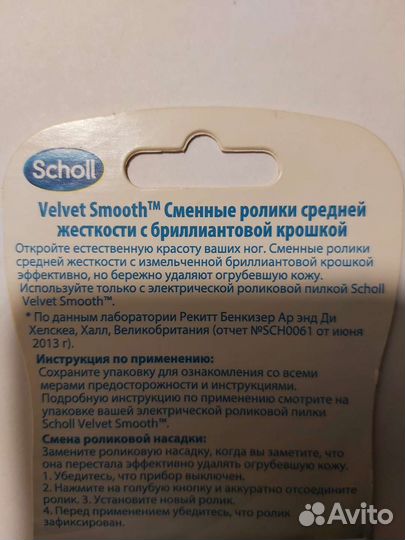 Scholl
Velvet Smooth™ Сменные ролики средней
жесткости с бриллиантовой крошкой
Откройте естественную красоту ваших ног. Сменные ролики
средней жесткости с измельченной бриллиантовой крошкой
эффективно, но бережно удаляют огрубевшую кожу.
Используйте только с электрической роликовой пилкой Scholl
Velvet Smooth™.
* По данным лаборатории Рекитт Бенкизер Ар энд Ди
Хелскеа, Халл, Великобритания (отчет №SCH0061 от июня
2013 г).
Инструкция по применению:
Сохраните упаковку для ознакомления со всеми
мерами предосторожности и инструкциями.
Подробную инструкцию по применению смотрите на
упаковке вашей электрической роликовой пилки
Scholl Velvet Smooth™.
Смена роликовой насадки:
Замените роликовую насадку, когда вы заметите, что
она перестала эффективно удалять огрубевшую кожу.
1. Убедитесь, что прибор выключен.
2. Нажмите на голубую кнопку и аккуратно отсоедините
ролик. 3. Установите новый ролик.
4. Перед применением убедитесь, что ролик
зафиксирован.
Avito